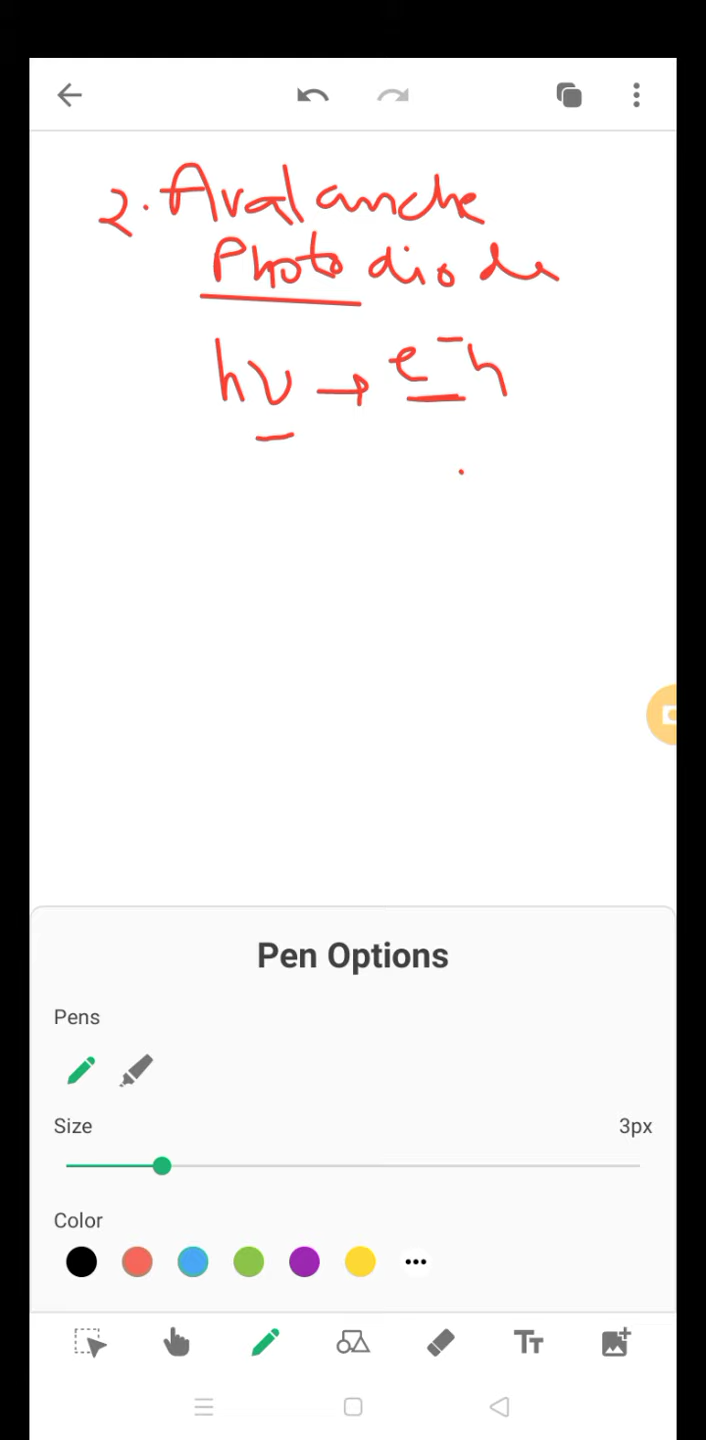 2. Avalanche
Photo diode
hν → e⁻h
Pen Options
Pens
Size 3px
Color